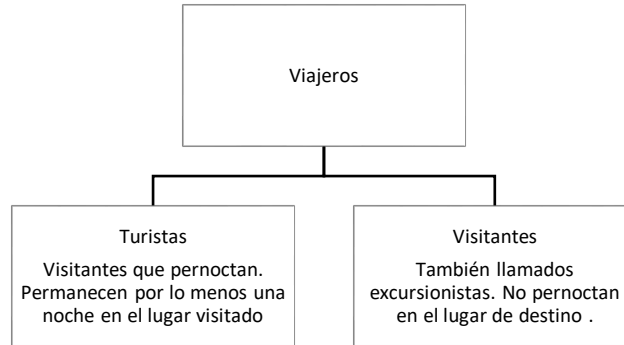 Viajeros
Turistas
Visitantes que pernoctan.
Permanecen por lo menos una
noche en el lugar visitado
Visitantes
También llamados
excursionistas. No pernoctan
en el lugar de destino .